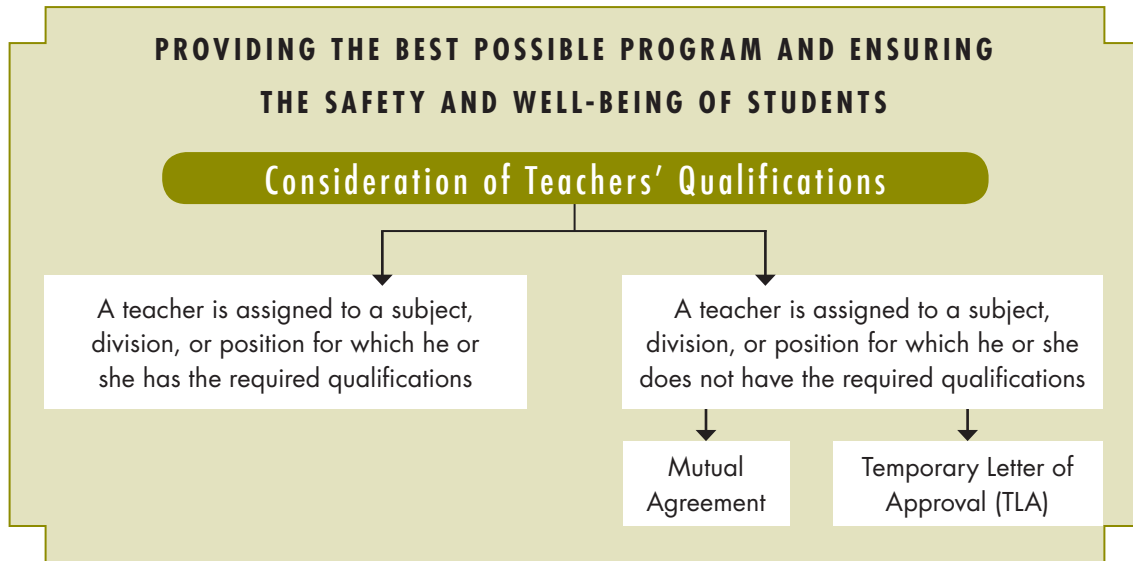 PROVIDING THE BEST POSSIBLE PROGRAM AND ENSURING
THE SAFETY AND WELL-BEING OF STUDENTS
Consideration of Teachers’ Qualifications
A teacher is assigned to a subject,
division, or position for which he or
she has the required qualifications
A teacher is assigned to a subject,
division, or position for which he or she
does not have the required qualifications
Mutual
Agreement
Temporary Letter of
Approval (TLA)